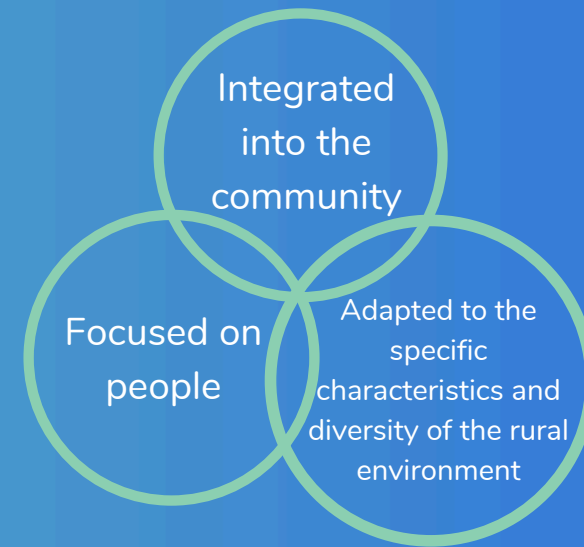 Integrated
into the
community
Focused on
people
Adapted to the
specific
characteristics and
diversity of the rural
environment